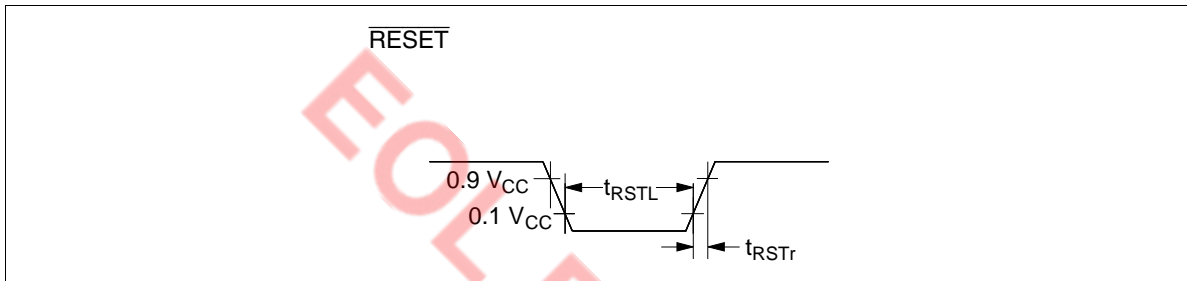 RESET
0.9 VCC
tRSTL
0.1 VCC
tRSTr
EOL